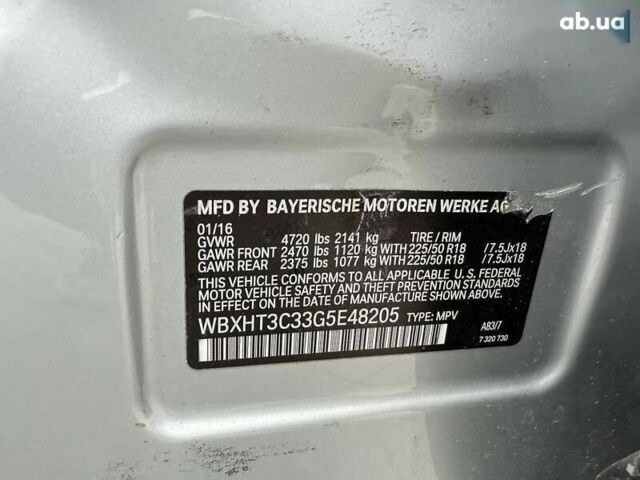 ab.ua
MFD BY BAYERISCHE MOTOREN WERKE AG
01/16
GVWR 4720 lbs 2141 kg TIRE / RIM
GAWR FRONT 2470 lbs 1120 kg WITH 225/50 R18 /7.5Jx18
GAWR REAR 2375 lbs 1077 kg WITH 225/50 R18 /7.5Jx18
THIS VEHICLE CONFORMS TO ALL APPLICABLE U.S. FEDERAL
MOTOR VEHICLE SAFETY AND THEFT PREVENTION STANDARDS
IN EFFECT ON THE DATE OF MANUFACTURE SHOWN ABOVE.
WBXHT3C33G5E48205 TYPE: MPV
A83/7
7 320 730